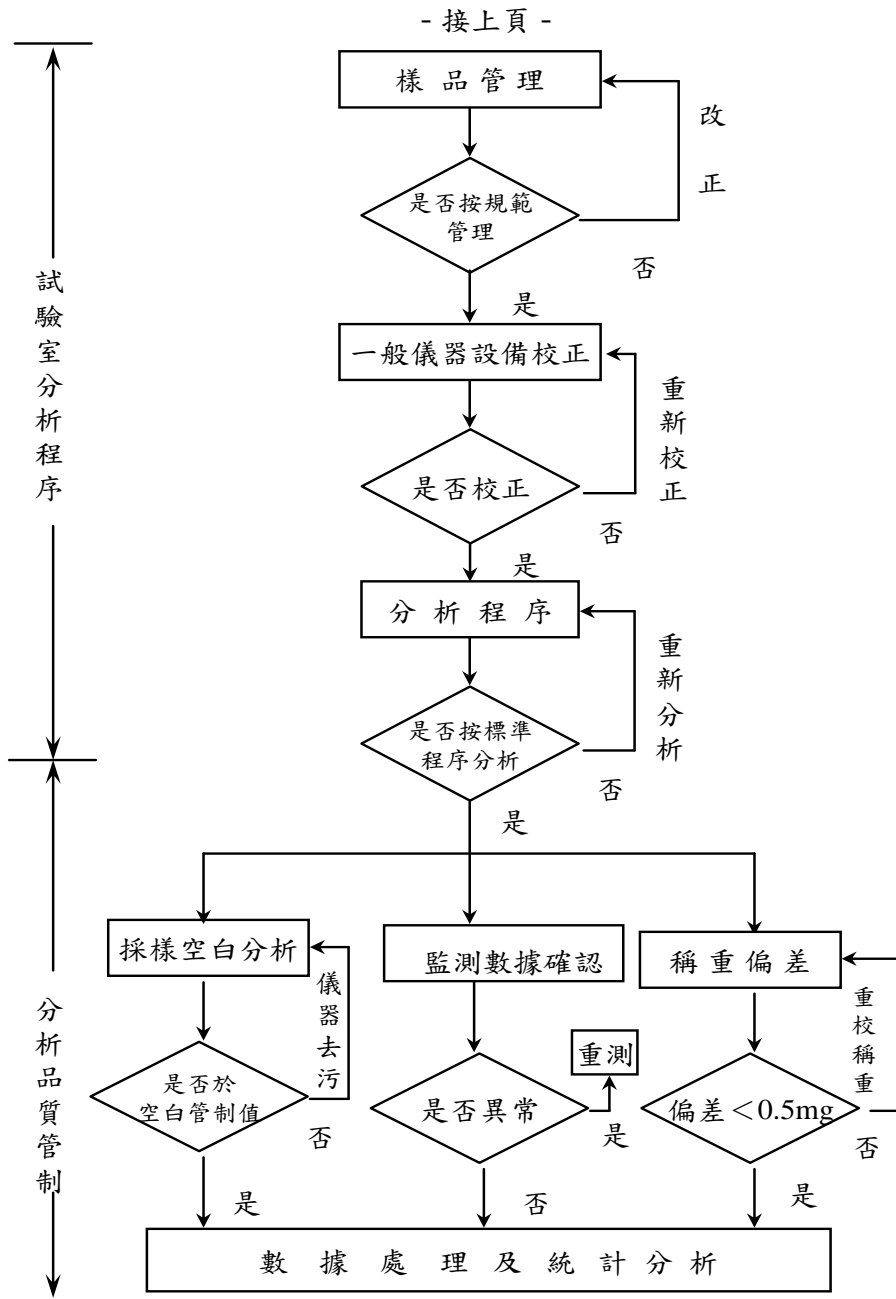 - 接上頁 -
樣品管理
改正
是否按規範
管理
否
是
試驗室分析程序
一般儀器設備校正
重新校正
是否校正
否
是
分析程序
重新分析
是否按標準
程序分析
否
是
分析品質管制
採樣空白分析
儀器去污
是否於
空白管制值
否
是
監測數據確認
重測
是否異常
是
否
稱重偏差
重校稱重
偏差＜0.5mg
否
是
數據處理及統計分析